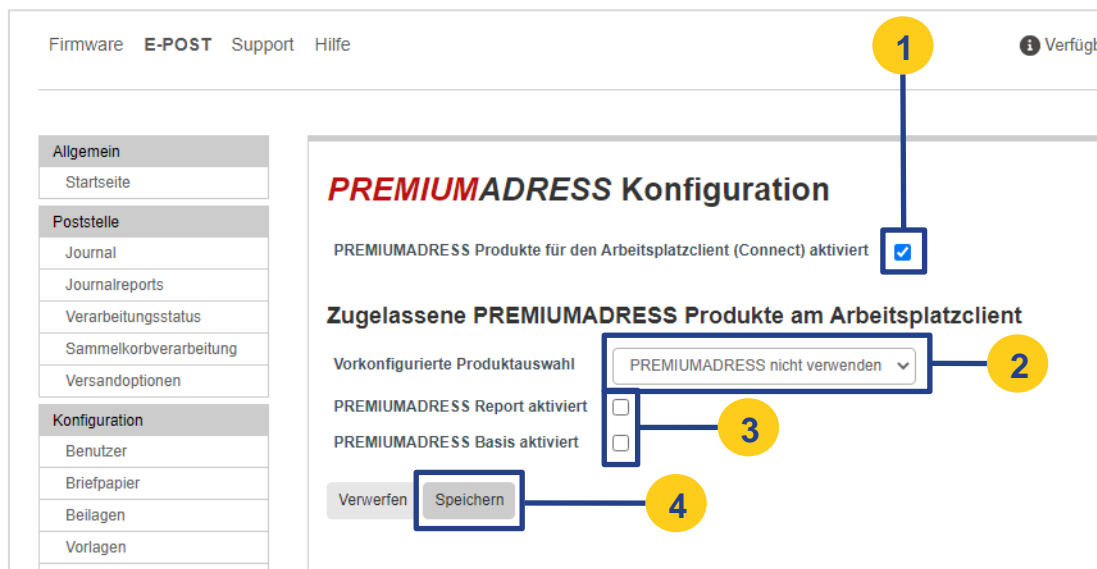 Firmware E-POST Support Hilfe
1
Verfügb
Allgemein
Startseite
Poststelle
Journal
Journalreports
Verarbeitungsstatus
Sammelkorbverarbeitung
Versandoptionen
Konfiguration
Benutzer
Briefpapier
Beilagen
Vorlagen
PREMIUMADRESS Konfiguration
PREMIUMADRESS Produkte für den Arbeitsplatzclient (Connect) aktiviert
Zugelassene PREMIUMADRESS Produkte am Arbeitsplatzclient
Vorkonfigurierte Produktauswahl PREMIUMADRESS nicht verwenden 2
PREMIUMADRESS Report aktiviert
3
PREMIUMADRESS Basis aktiviert
Verwerfen Speichern 4